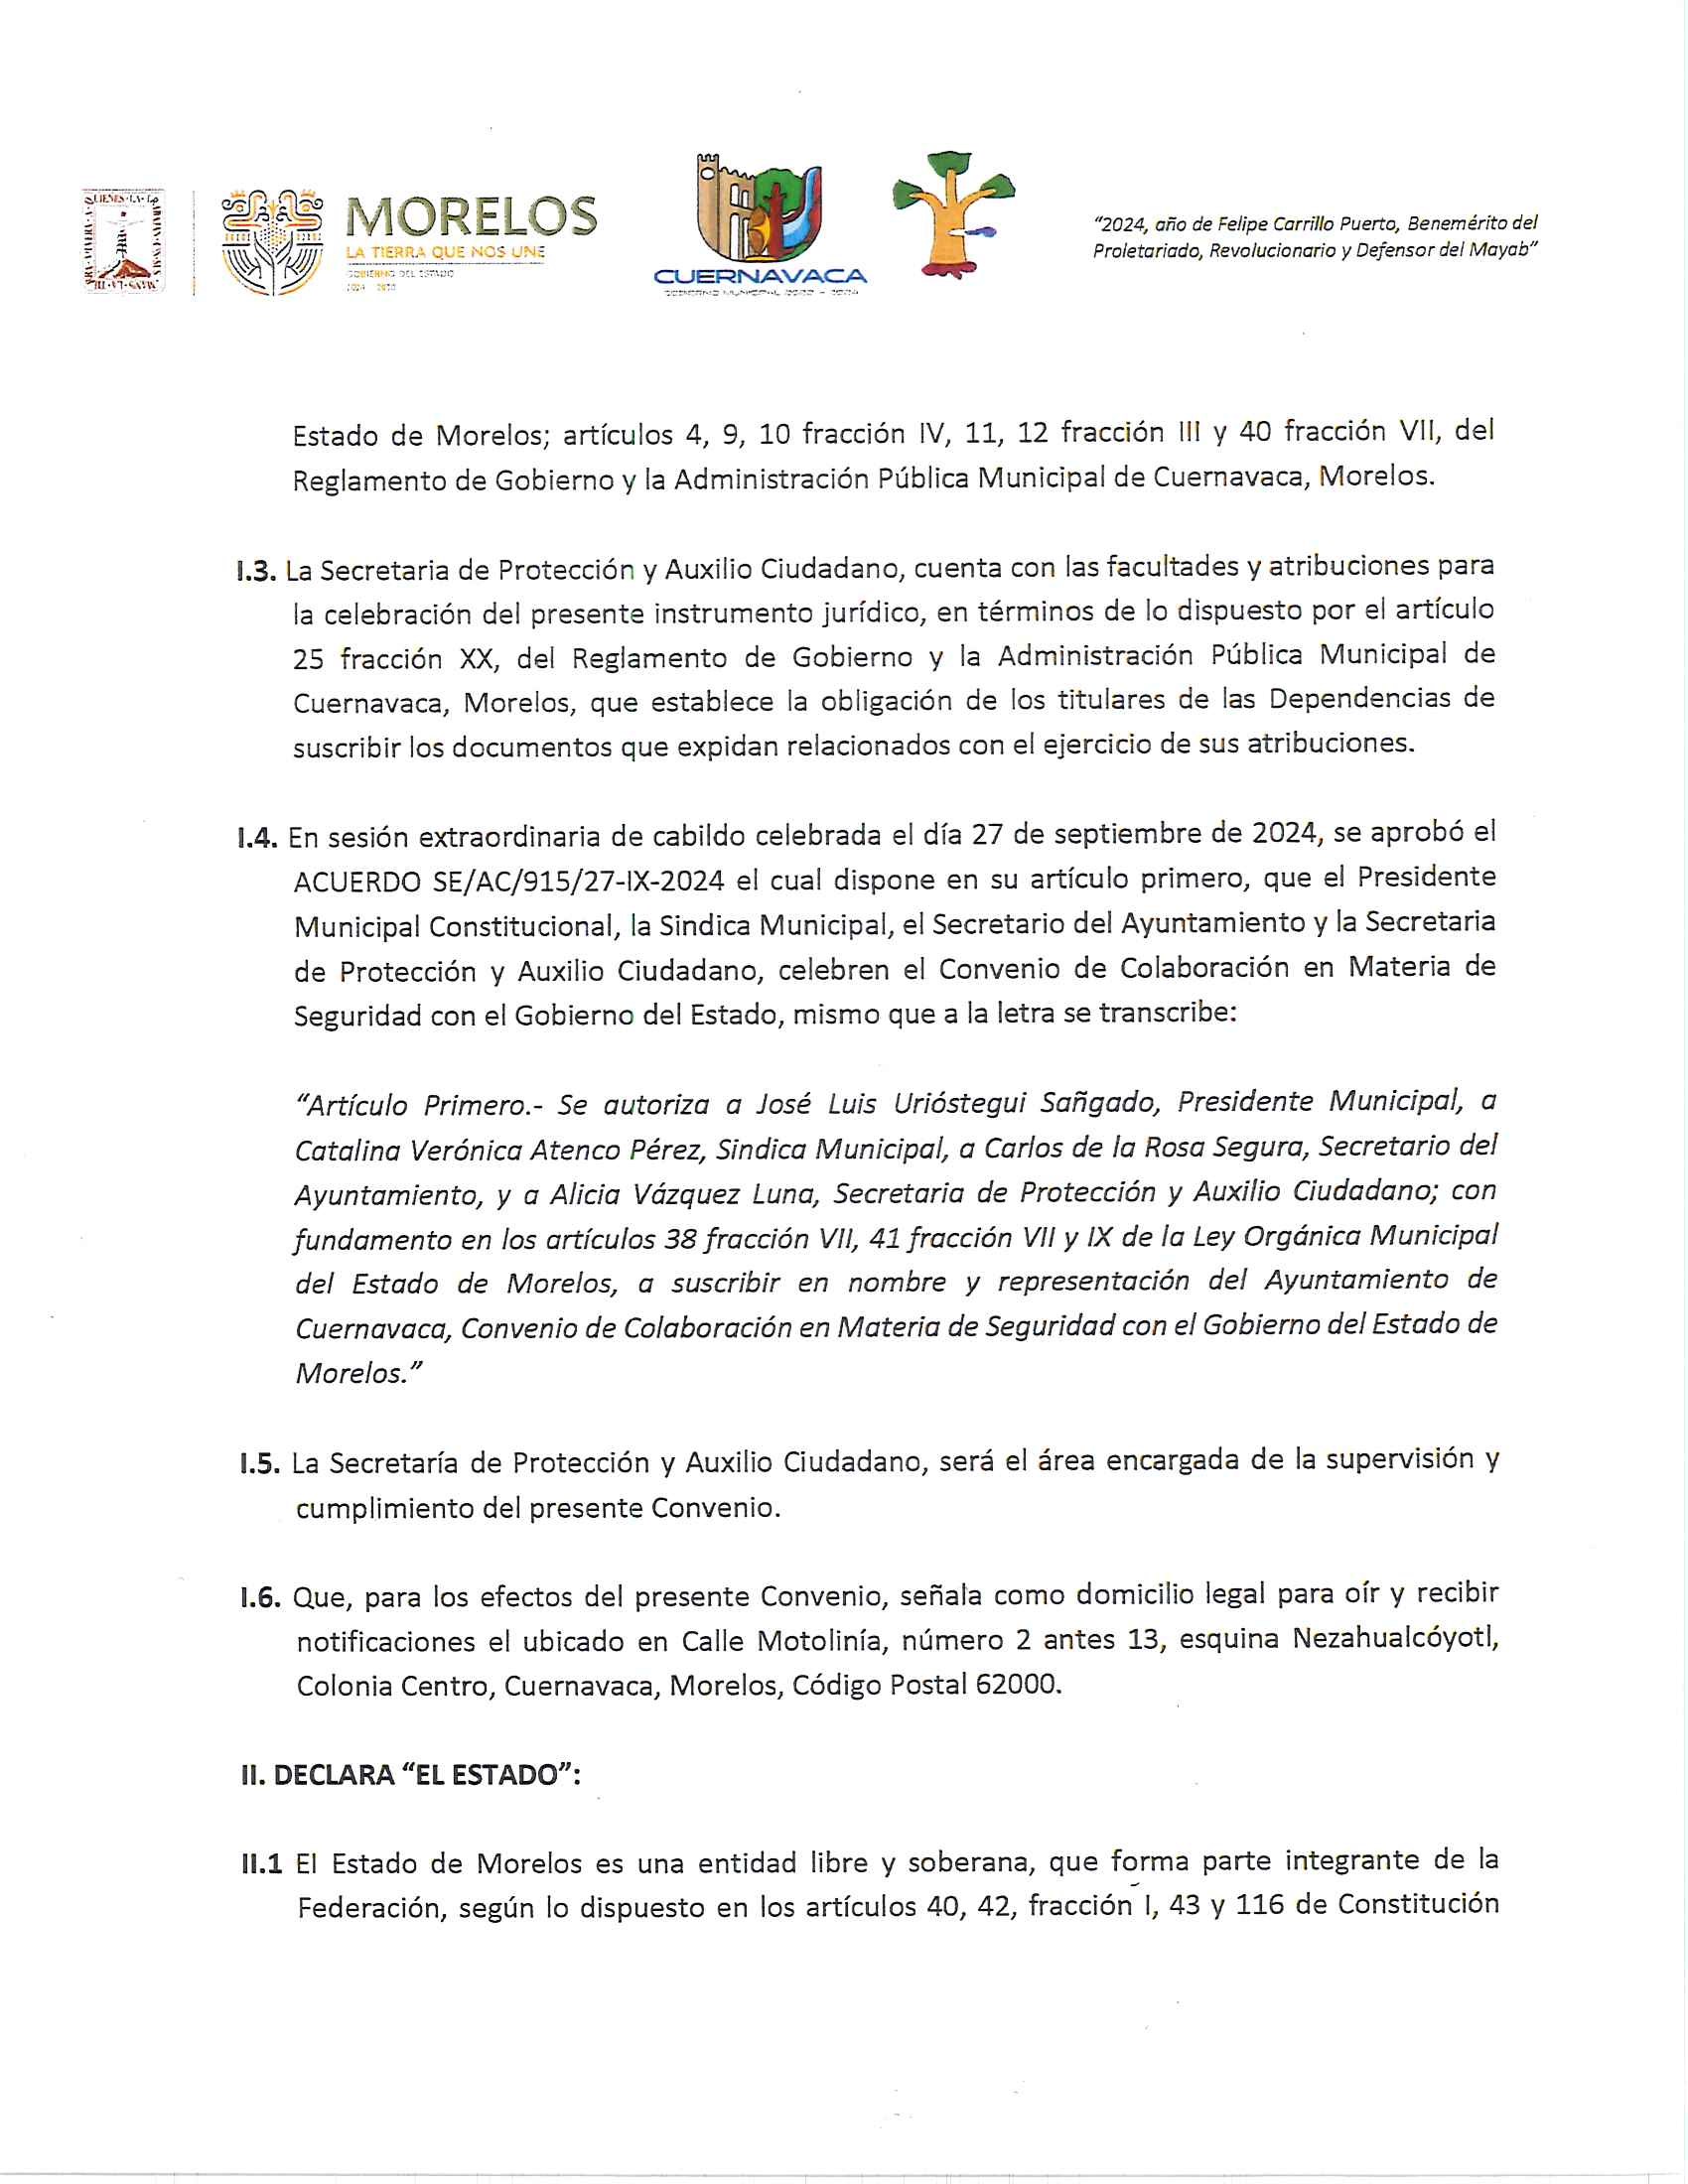 MORELOS
LA TIERRA QUE NOS UNE
GOBIERNO DEL ESTADO
CUERNAVACA
GOBIERNO MUNICIPAL 2022 - 2024
“2024, año de Felipe Carrillo Puerto, Benemérito del
Proletariado, Revolucionario y Defensor del Mayab”
Estado de Morelos; artículos 4, 9, 10 fracción IV, 11, 12 fracción III y 40 fracción VII, del
Reglamento de Gobierno y la Administración Pública Municipal de Cuernavaca, Morelos.
I.3. La Secretaria de Protección y Auxilio Ciudadano, cuenta con las facultades y atribuciones para
la celebración del presente instrumento jurídico, en términos de lo dispuesto por el artículo
25 fracción XX, del Reglamento de Gobierno y la Administración Pública Municipal de
Cuernavaca, Morelos, que establece la obligación de los titulares de las Dependencias de
suscribir los documentos que expidan relacionados con el ejercicio de sus atribuciones.
I.4. En sesión extraordinaria de cabildo celebrada el día 27 de septiembre de 2024, se aprobó el
ACUERDO SE/AC/915/27-IX-2024 el cual dispone en su artículo primero, que el Presidente
Municipal Constitucional, la Sindica Municipal, el Secretario del Ayuntamiento y la Secretaria
de Protección y Auxilio Ciudadano, celebren el Convenio de Colaboración en Materia de
Seguridad con el Gobierno del Estado, mismo que a la letra se transcribe:
“Artículo Primero.- Se autoriza a José Luis Urióstegui Sañgado, Presidente Municipal, a
Catalina Verónica Atenco Pérez, Sindica Municipal, a Carlos de la Rosa Segura, Secretario del
Ayuntamiento, y a Alicia Vázquez Luna, Secretaria de Protección y Auxilio Ciudadano; con
fundamento en los artículos 38 fracción VII, 41 fracción VII y IX de la Ley Orgánica Municipal
del Estado de Morelos, a suscribir en nombre y representación del Ayuntamiento de
Cuernavaca, Convenio de Colaboración en Materia de Seguridad con el Gobierno del Estado de
Morelos.”
I.5. La Secretaría de Protección y Auxilio Ciudadano, será el área encargada de la supervisión y
cumplimiento del presente Convenio.
I.6. Que, para los efectos del presente Convenio, señala como domicilio legal para oír y recibir
notificaciones el ubicado en Calle Motolinía, número 2 antes 13, esquina Nezahualcóyotl,
Colonia Centro, Cuernavaca, Morelos, Código Postal 62000.
II. DECLARA “EL ESTADO”:
II.1 El Estado de Morelos es una entidad libre y soberana, que forma parte integrante de la
Federación, según lo dispuesto en los artículos 40, 42, fracción I, 43 y 116 de Constitución